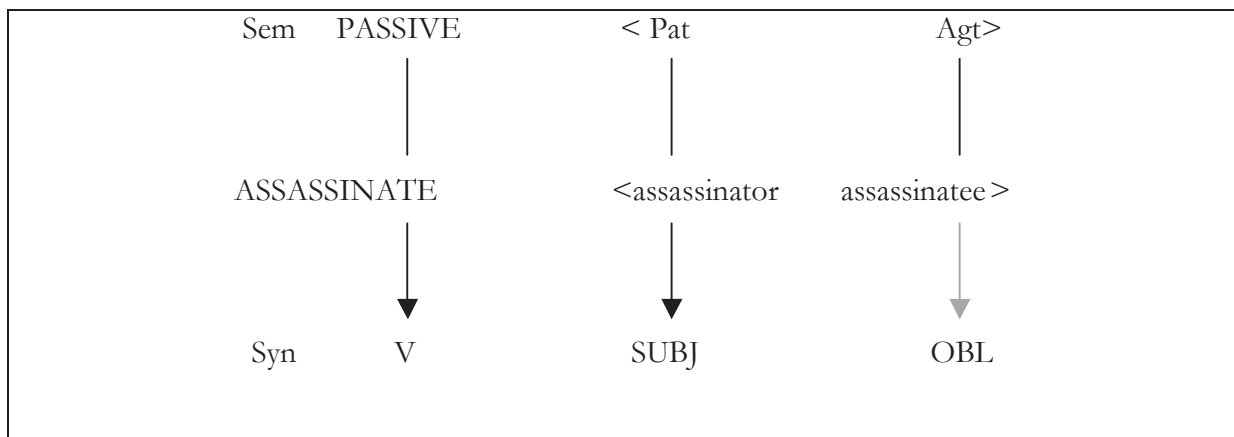 Sem PASSIVE < Pat Agt>
ASSASSINATE <assassinator assassinatee>
Syn V SUBJ OBL